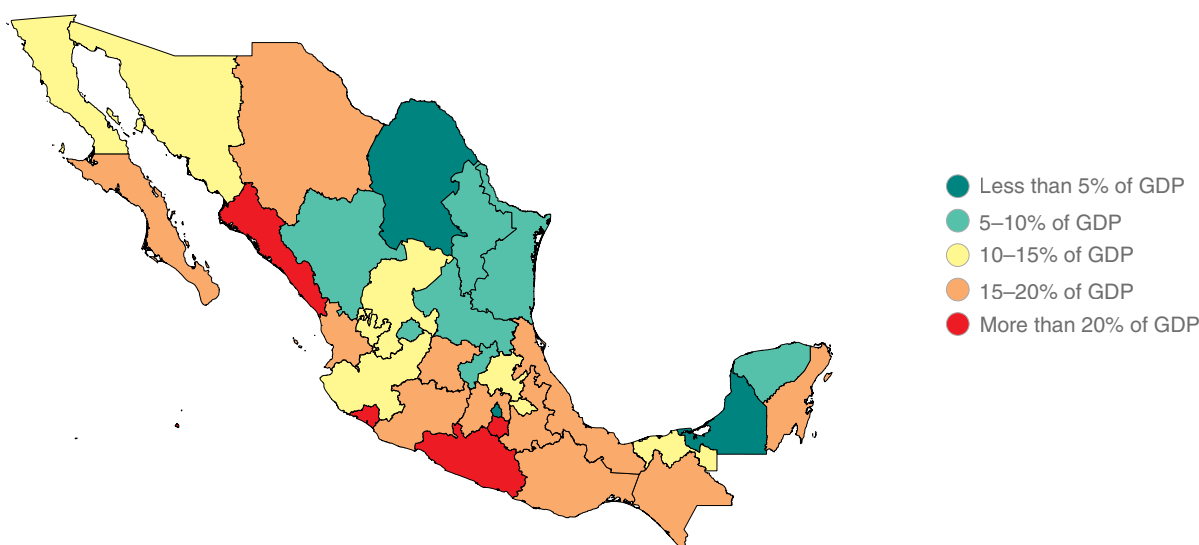 Less than 5% of GDP
5–10% of GDP
10–15% of GDP
15–20% of GDP
More than 20% of GDP